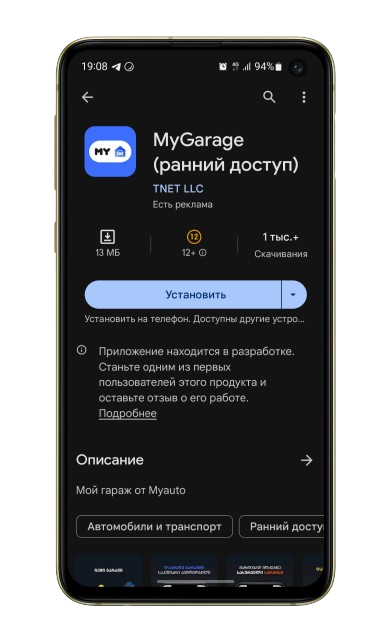 19:08
4G
94%
MY
MyGarage
(ранний доступ)
TNET LLC
Есть реклама
12
1 тыс.+
13 МБ
12+
Скачивания
Установить
Установить на телефон. Доступны другие устро...
Приложение находится в разработке.
Станьте одним из первых
пользователей этого продукта и
оставьте отзыв о его работе.
Подробнее
Описание
Мой гараж от Myauto
Автомобили и транспорт
Ранний досту